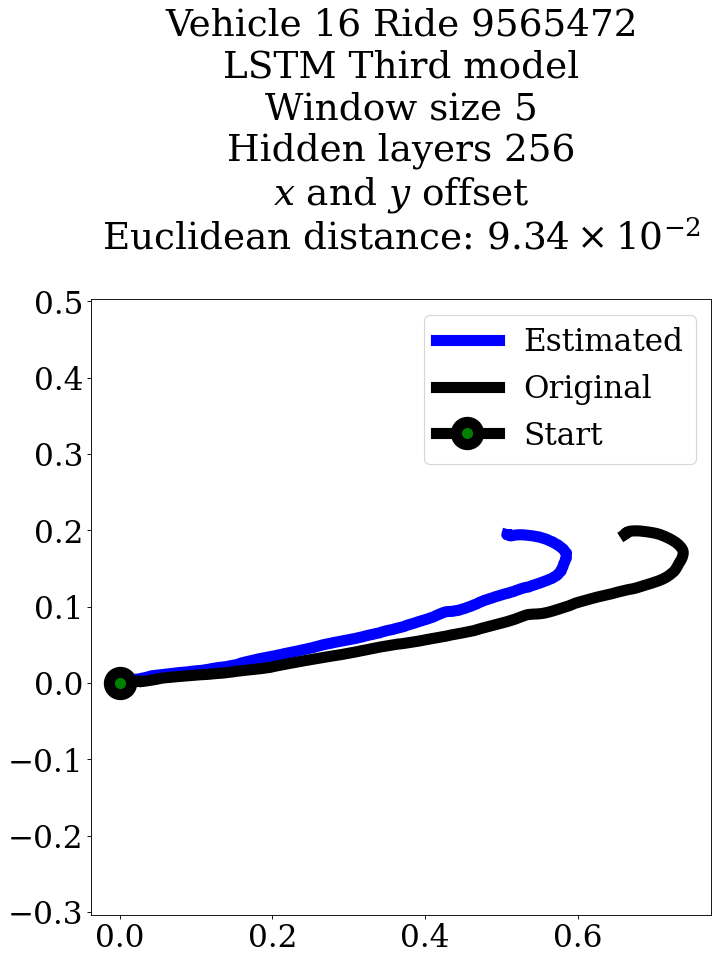 Vehicle 16 Ride 9565472
LSTM Third model
Window size 5
Hidden layers 256
x and y offset
Euclidean distance: 9.34 × 10⁻²
0.5
Estimated
0.4
Original
0.3
Start
0.2
0.1
0.0
−0.1
−0.2
−0.3
0.0 0.2 0.4 0.6